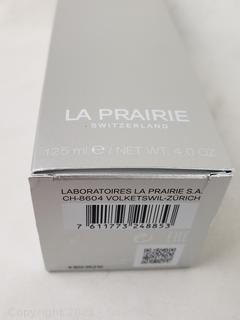 LA PRAIRIE
SWITZERLAND
125 ml ℮ / NET WT. 4.0 OZ
LABORATOIRES LA PRAIRIE S.A.
CH-8604 VOLKETSWIL-ZÜRICH
7 611773 248853